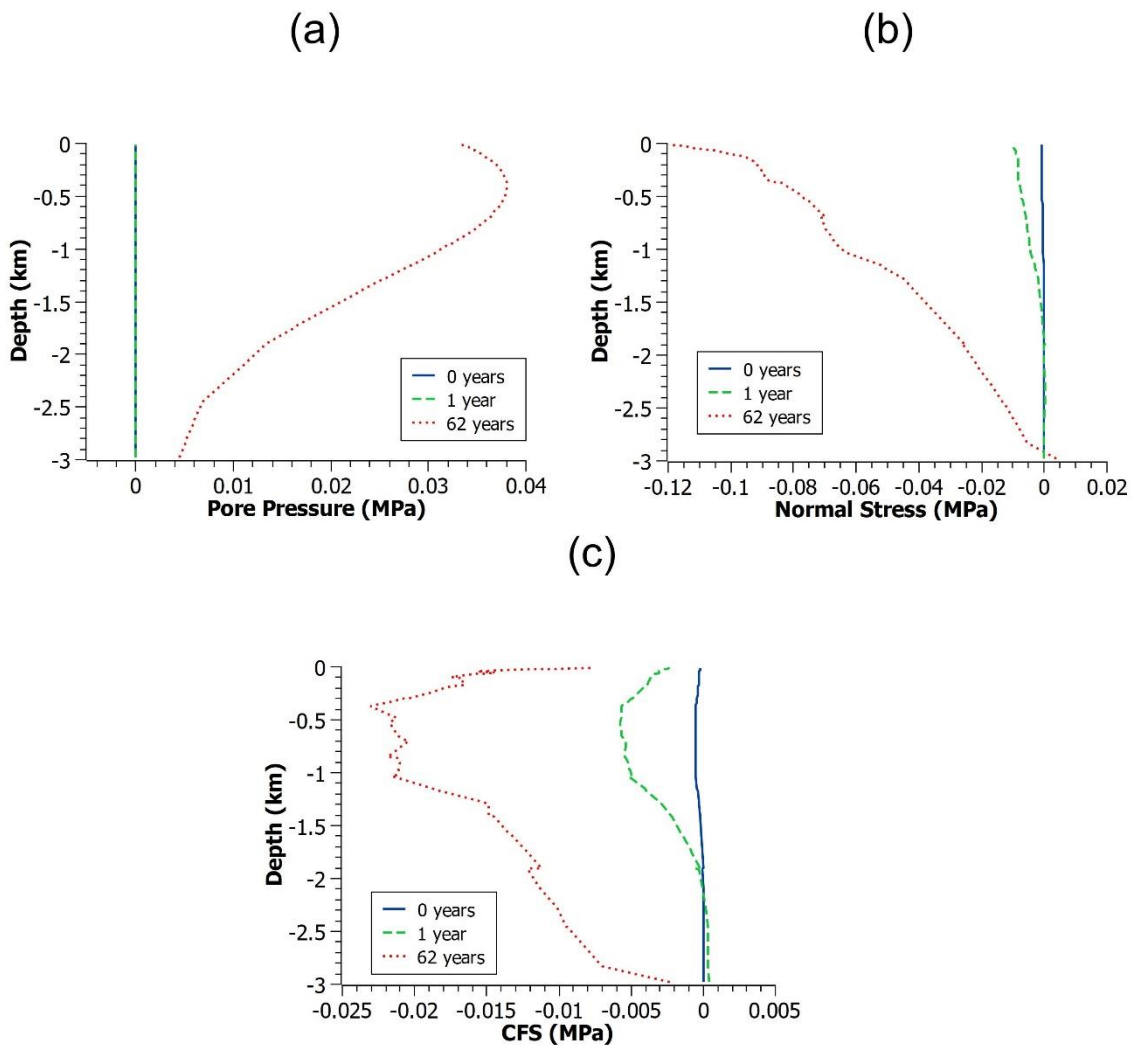 (a)
0
-0.5
-1
-1.5
-2
-2.5
-3
Depth (km)
0 years
1 year
62 years
0 0.01 0.02 0.03 0.04
Pore Pressure (MPa)
(b)
0
-0.5
-1
-1.5
-2
-2.5
-3
Depth (km)
0 years
1 year
62 years
-0.12 -0.1 -0.08 -0.06 -0.04 -0.02 0 0.02
Normal Stress (MPa)
(c)
0
-0.5
-1
-1.5
-2
-2.5
-3
Depth (km)
0 years
1 year
62 years
-0.025 -0.02 -0.015 -0.01 -0.005 0 0.005
CFS (MPa)